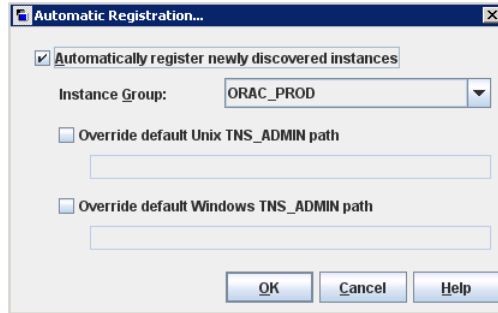 Automatic Registration...
Automatically register newly discovered instances
Instance Group: ORAC_PROD
Override default Unix TNS_ADMIN path
Override default Windows TNS_ADMIN path
OK Cancel Help